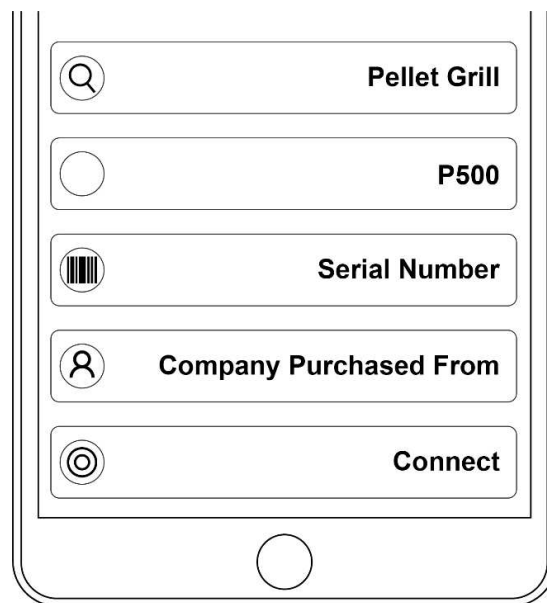 Pellet Grill
P500
Serial Number
Company Purchased From
Connect